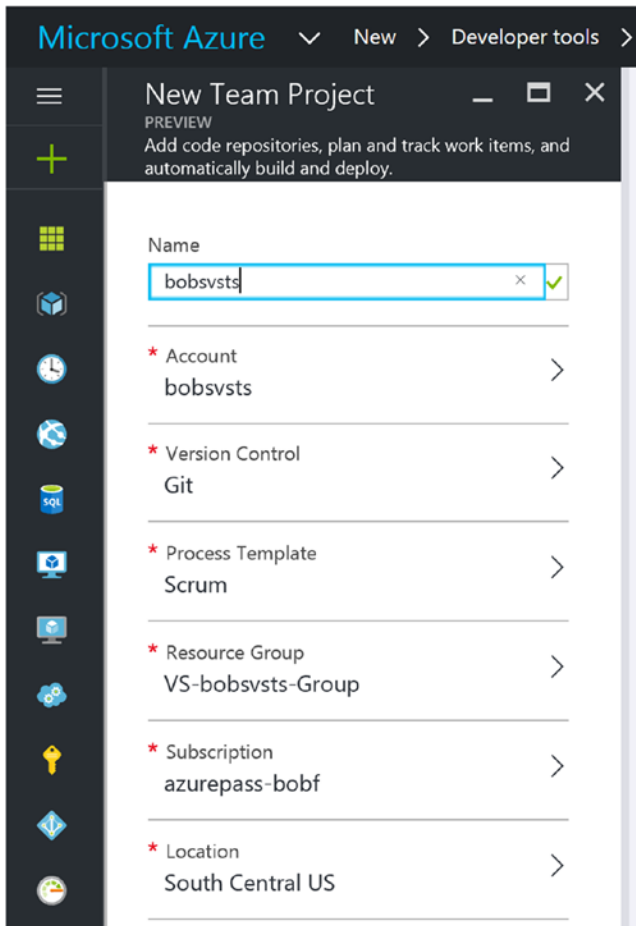 Microsoft Azure New Developer tools
New Team Project
PREVIEW
Add code repositories, plan and track work items, and
automatically build and deploy.
Name
bobsvsts
* Account
bobsvsts
* Version Control
Git
* Process Template
Scrum
* Resource Group
VS-bobsvsts-Group
* Subscription
azurepass-bobf
* Location
South Central US
SQL